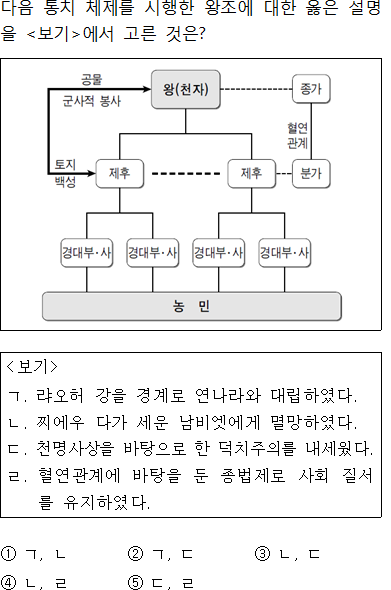 다음 통치 체제를 시행한 왕조에 대한 옳은 설명
을 <보기>에서 고른 것은?
공물
군사적 봉사
왕(천자)
종가
혈연
관계
토지
백성
제후
제후
분가
경대부·사
경대부·사
경대부·사
경대부·사
농 민
<보기>
ㄱ. 랴오허 강을 경계로 연나라와 대립하였다.
ㄴ. 찌에우 다가 세운 남비엣에게 멸망하였다.
ㄷ. 천명사상을 바탕으로 한 덕치주의를 내세웠다.
ㄹ. 혈연관계에 바탕을 둔 종법제로 사회 질서
를 유지하였다.
① ㄱ, ㄴ ② ㄱ, ㄷ ③ ㄴ, ㄷ
④ ㄴ, ㄹ ⑤ ㄷ, ㄹ